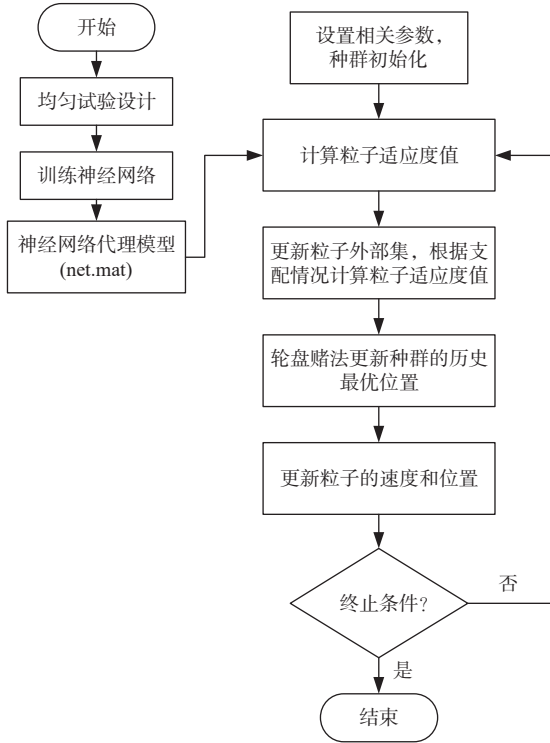 开始
均匀试验设计
训练神经网络
神经网络代理模型
(net.mat)
设置相关参数，
种群初始化
计算粒子适应度值
更新粒子外部集，根据支
配情况计算粒子适应度值
轮盘赌法更新种群的历史
最优位置
更新粒子的速度和位置
终止条件？
否
是
结束